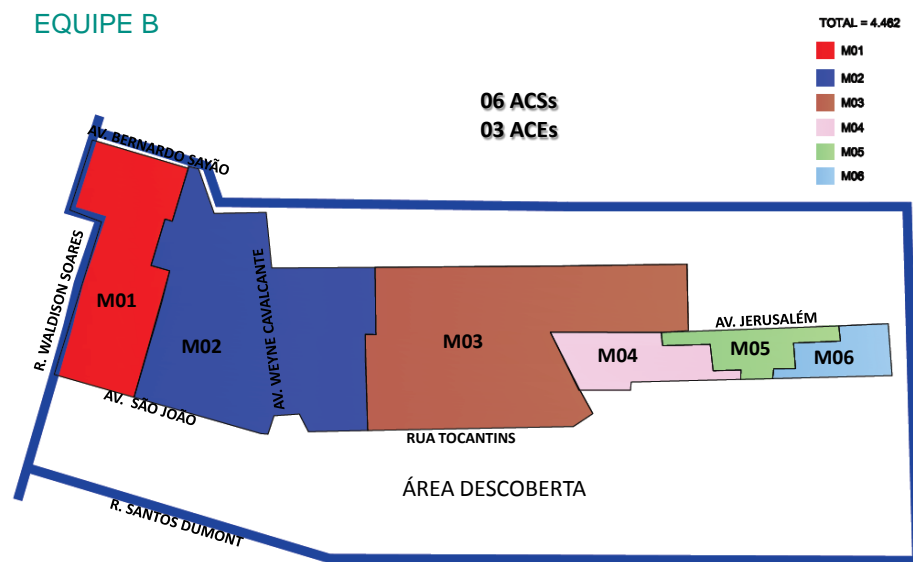 EQUIPE B
TOTAL = 4.462
M01
M02
M03
M04
M05
M06
06 ACSs
03 ACEs
AV. BERNARDO SAYÃO
R. WALDISON SOARES
AV. WEYNE CAVALCANTE
M01
M02
M03
M04
AV. JERUSALÉM
M05
M06
AV. SÃO JOÃO
RUA TOCANTINS
ÁREA DESCOBERTA
R. SANTOS DUMONT